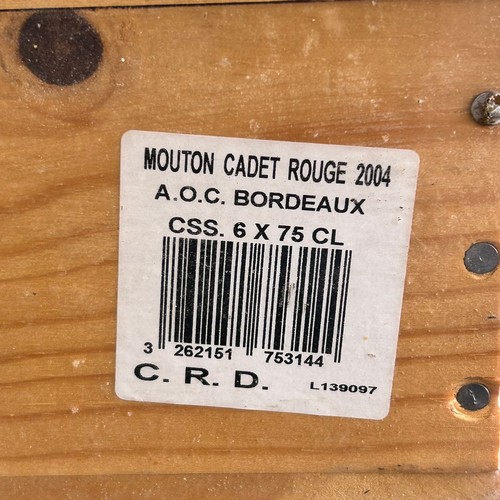 MOUTON CADET ROUGE 2004
A.O.C. BORDEAUX
CSS. 6 X 75 CL
3 262151 753144
C. R. D. L139097